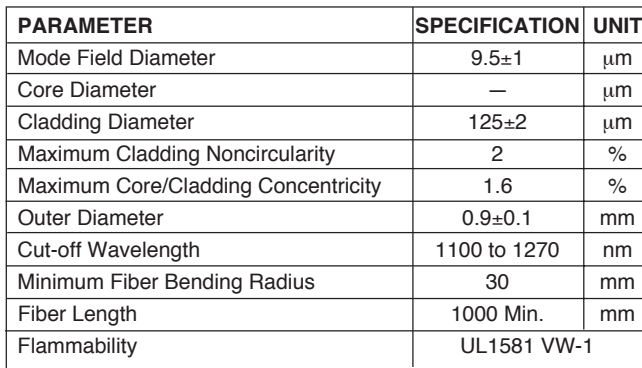 PARAMETER SPECIFICATION UNIT
Mode Field Diameter 9.5±1 μm
Core Diameter — μm
Cladding Diameter 125±2 μm
Maximum Cladding Noncircularity 2 %
Maximum Core/Cladding Concentricity 1.6 %
Outer Diameter 0.9±0.1 mm
Cut-off Wavelength 1100 to 1270 nm
Minimum Fiber Bending Radius 30 mm
Fiber Length 1000 Min. mm
Flammability UL1581 VW-1